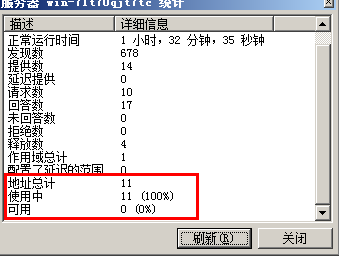 服务器 win-7lt70qjt7tc 统计
描述 详细信息
正常运行时间 1 小时，32 分钟，35 秒钟
发现数 678
提供数 14
延迟提供 0
请求数 10
回答数 17
未回答数 0
拒绝数 0
释放数 4
作用域总计 1
配置了延迟的范围 0
地址总计 11
使用中 11 (100%)
可用 0 (0%)
刷新(R) 关闭